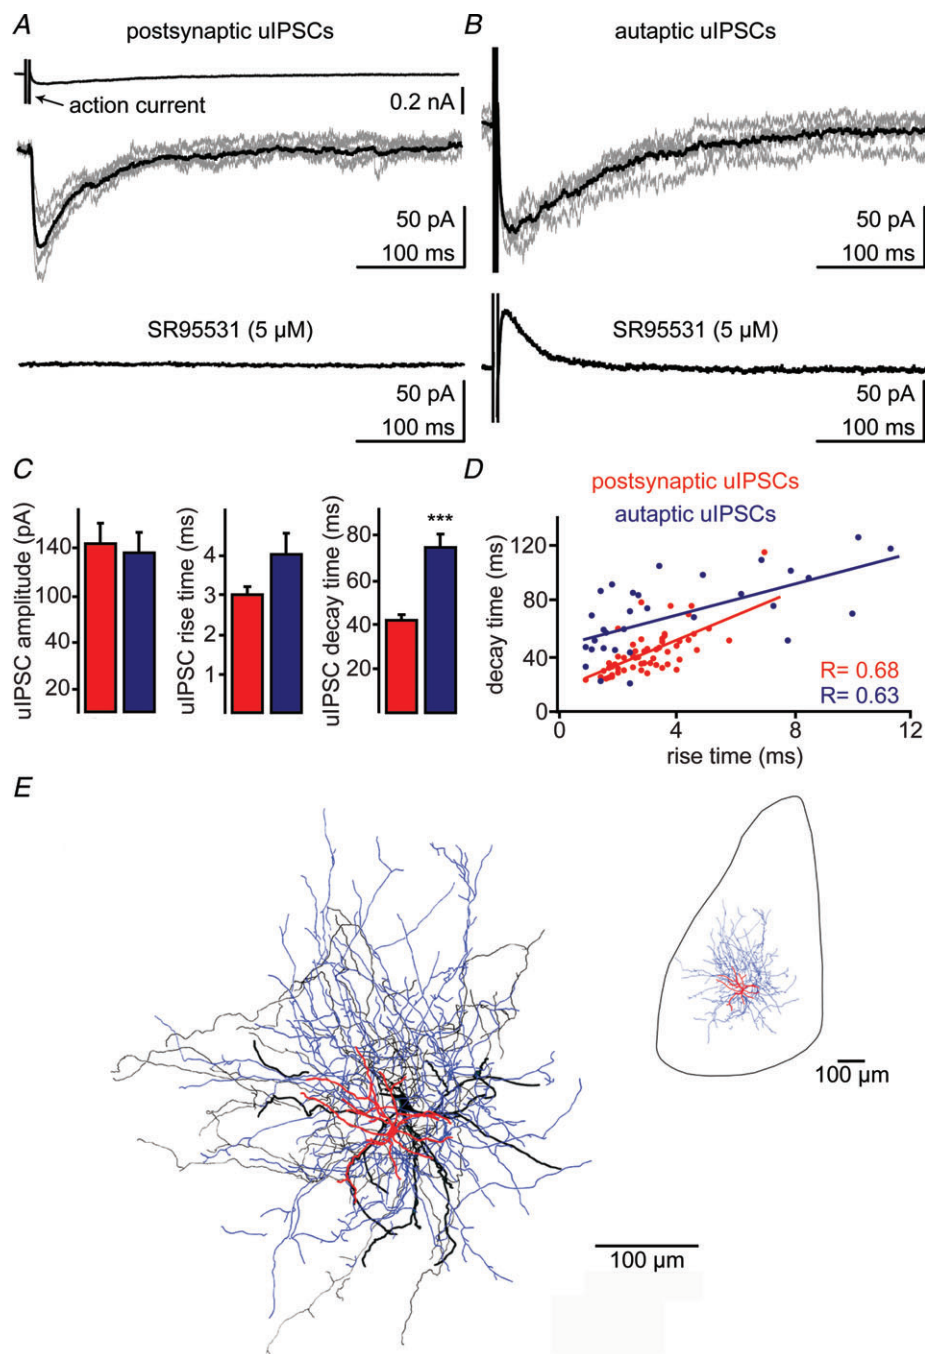 A
postsynaptic uIPSCs
action current
0.2 nA
50 pA
100 ms
SR95531 (5 µM)
50 pA
100 ms
B
autaptic uIPSCs
50 pA
100 ms
SR95531 (5 µM)
50 pA
100 ms
C
uIPSC amplitude (pA)
140
100
40
20
uIPSC rise time (ms)
4
3
2
1
uIPSC decay time (ms)
80
60
40
20
***
D
postsynaptic uIPSCs
autaptic uIPSCs
decay time (ms)
120
80
40
0
R= 0.68
R= 0.63
0
4
8
12
rise time (ms)
E
100 µm
100 µm